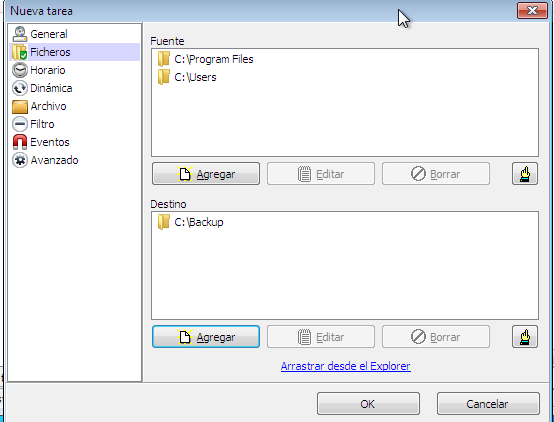 Nueva tarea
General
Ficheros
Horario
Dinámica
Archivo
Filtro
Eventos
Avanzado
Fuente
C:\Program Files
C:\Users
Agregar
Editar
Borrar
Destino
C:\Backup
Agregar
Editar
Borrar
Arrastrar desde el Explorer
OK
Cancelar